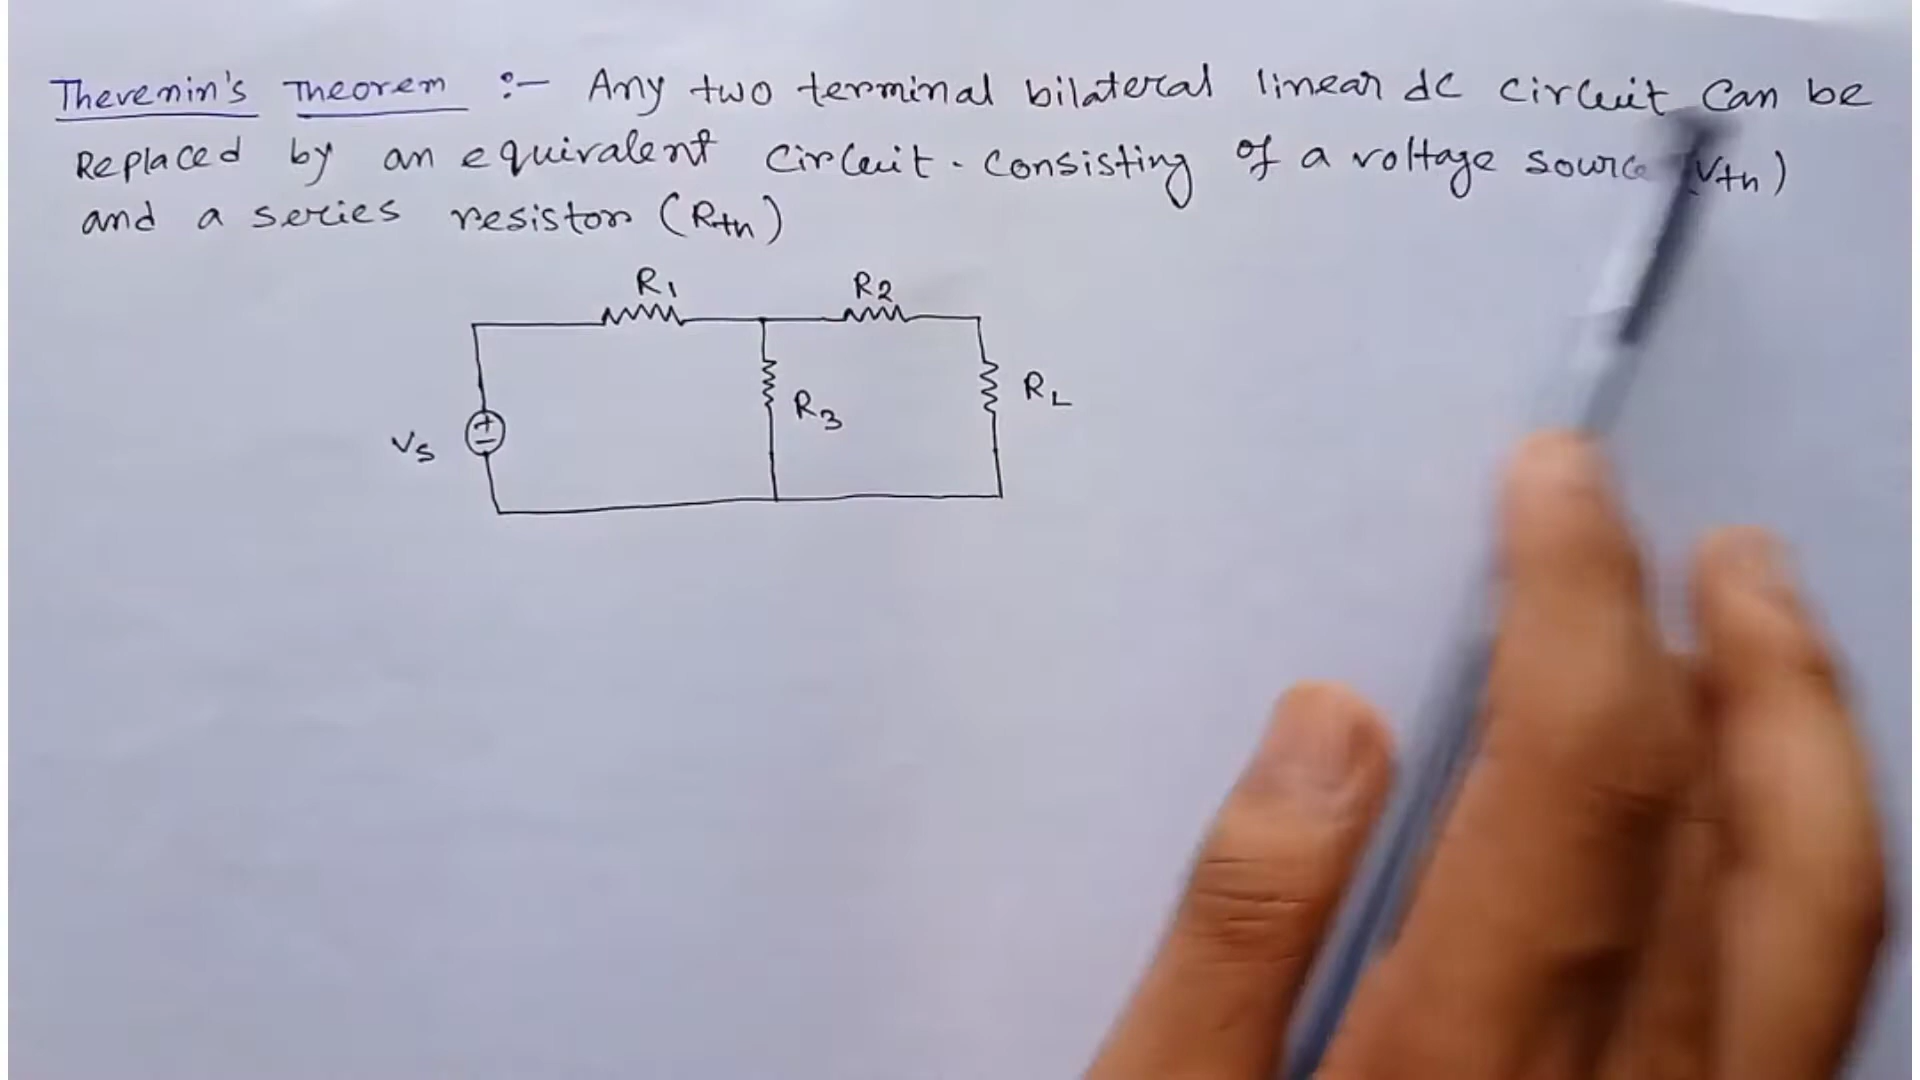 Thevenin's Theorem :- Any two terminal bilateral linear dc circuit can be
Replaced by an equivalent circuit. consisting of a voltage source (Vth)
and a series resistor (Rth)
R1 R2
R3 RL
Vs